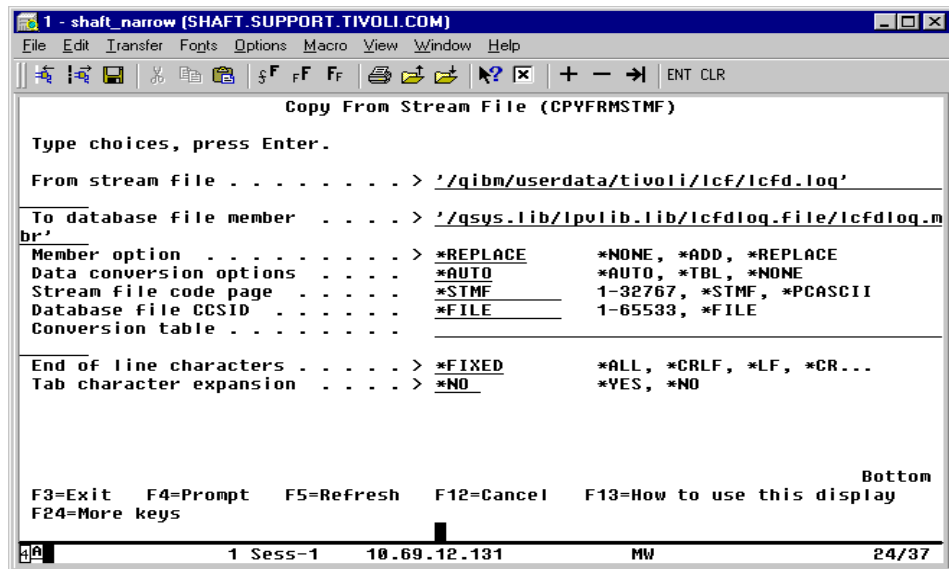 1 - shaft_narrow (SHAFT.SUPPORT.TIVOLI.COM)
File Edit Transfer Fonts Options Macro View Window Help
ENT CLR
Copy From Stream File (CPYFRMSTMF)
Type choices, press Enter.
From stream file . . . . . . . . > '/qibm/userdata/tivoli/lcf/lcfd.log'
To database file member . . . . > '/qsys.lib/lpvlib.lib/lcfdlog.file/lcfdlog.m
br'
Member option . . . . . . . . . > *REPLACE *NONE, *ADD, *REPLACE
Data conversion options . . . . *AUTO *AUTO, *TBL, *NONE
Stream file code page . . . . . *STMF 1-32767, *STMF, *PCASCII
Database file CCSID . . . . . . *FILE 1-65533, *FILE
Conversion table . . . . . . . .
End of line characters . . . . . > *FIXED *ALL, *CRLF, *LF, *CR...
Tab character expansion . . . . > *NO *YES, *NO
Bottom
F3=Exit F4=Prompt F5=Refresh F12=Cancel F13=How to use this display
F24=More keys
4A 1 Sess-1 10.69.12.131 MW 24/37